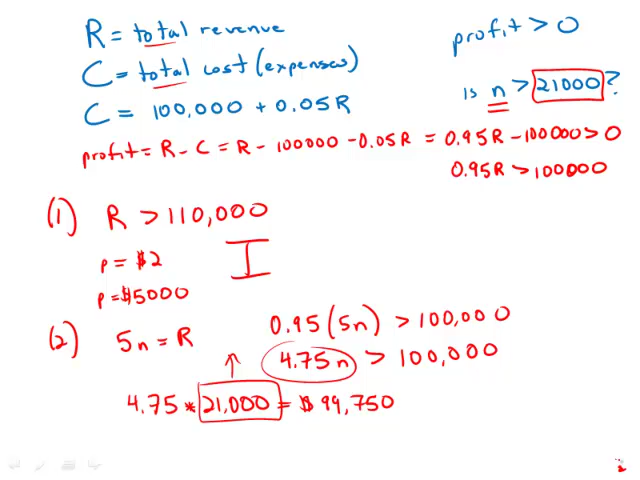 R = total revenue
profit > 0
C = total cost (expenses)
is n > 21000?
C = 100,000 + 0.05R
profit = R - C = R - 100000 - 0.05R = 0.95R - 100000 > 0
0.95R > 100000
(1) R > 110,000
p = $2
I
p = $5000
(2) 5n = R
0.95 (5n) > 100,000
4.75n > 100,000
4.75 * 21,000 = $ 99,750
2